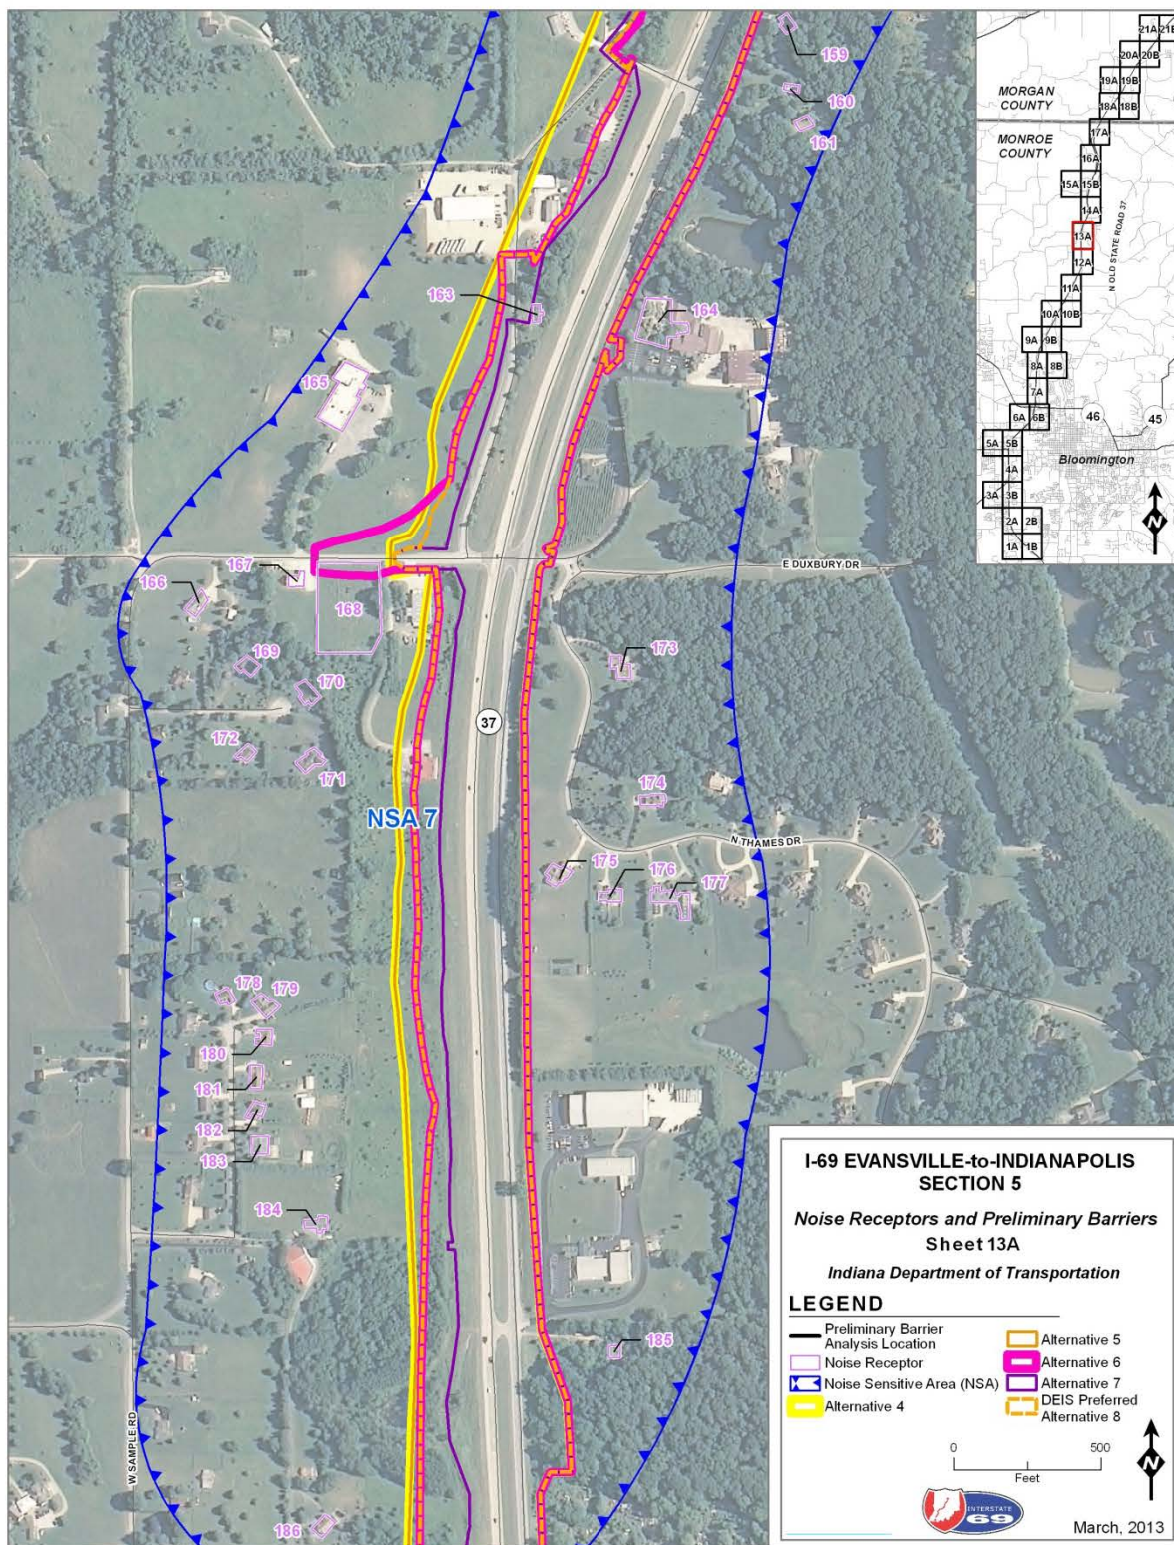 159
160
161
163
164
165
166
167
168
169
170
171
172
173
174
175
176
177
178
179
180
181
182
183
184
185
186
NSA 7
37
E DUXBURY DR
N THAMES DR
W SAMPLE RD
21A 21B
20A 20B
19A 19B
18A 18B
17A
16A
15A 15B
14A
13A
12A
11A
10A 10B
9A 9B
8A 8B
7A
6A 6B
5A 5B
4A
3A 3B
2A 2B
1A 1B
MORGAN
COUNTY
MONROE
COUNTY
N OLD STATE ROAD 37
46
45
Bloomington
N
I-69 EVANSVILLE-to-INDIANAPOLIS
SECTION 5
Noise Receptors and Preliminary Barriers
Sheet 13A
Indiana Department of Transportation
LEGEND
Preliminary Barrier
Analysis Location
Noise Receptor
Noise Sensitive Area (NSA)
Alternative 4
Alternative 5
Alternative 6
Alternative 7
DEIS Preferred
Alternative 8
0 500
Feet
N
INTERSTATE
69
March, 2013